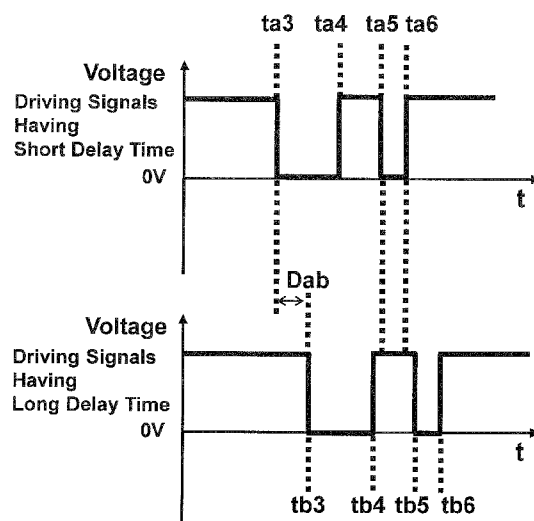 ta3 ta4 ta5 ta6
Voltage
Driving Signals
Having
Short Delay Time
0V
t
Dab
Voltage
Driving Signals
Having
Long Delay Time
0V
t
tb3 tb4 tb5 tb6